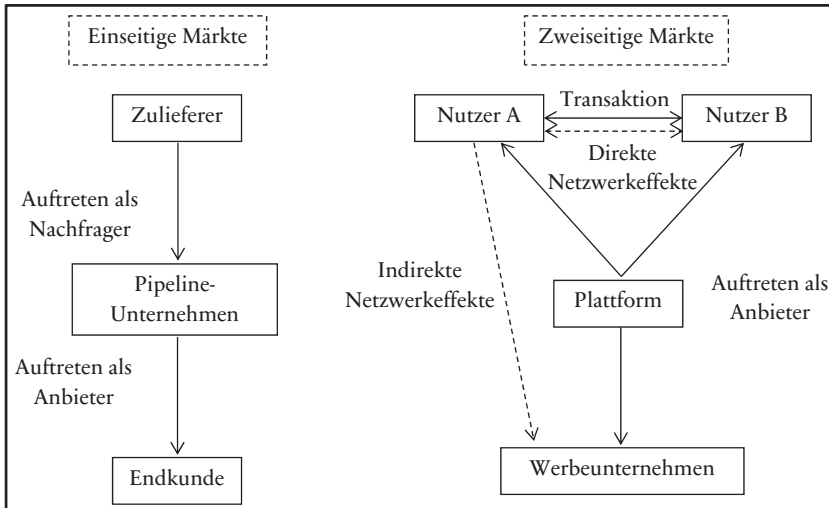 Einseitige Märkte
Zulieferer
Auftreten als
Nachfrager
Pipeline-
Unternehmen
Auftreten als
Anbieter
Endkunde
Zweiseitige Märkte
Nutzer A
Transaktion
Nutzer B
Direkte
Netzwerkeffekte
Indirekte
Netzwerkeffekte
Plattform
Auftreten als
Anbieter
Werbeunternehmen